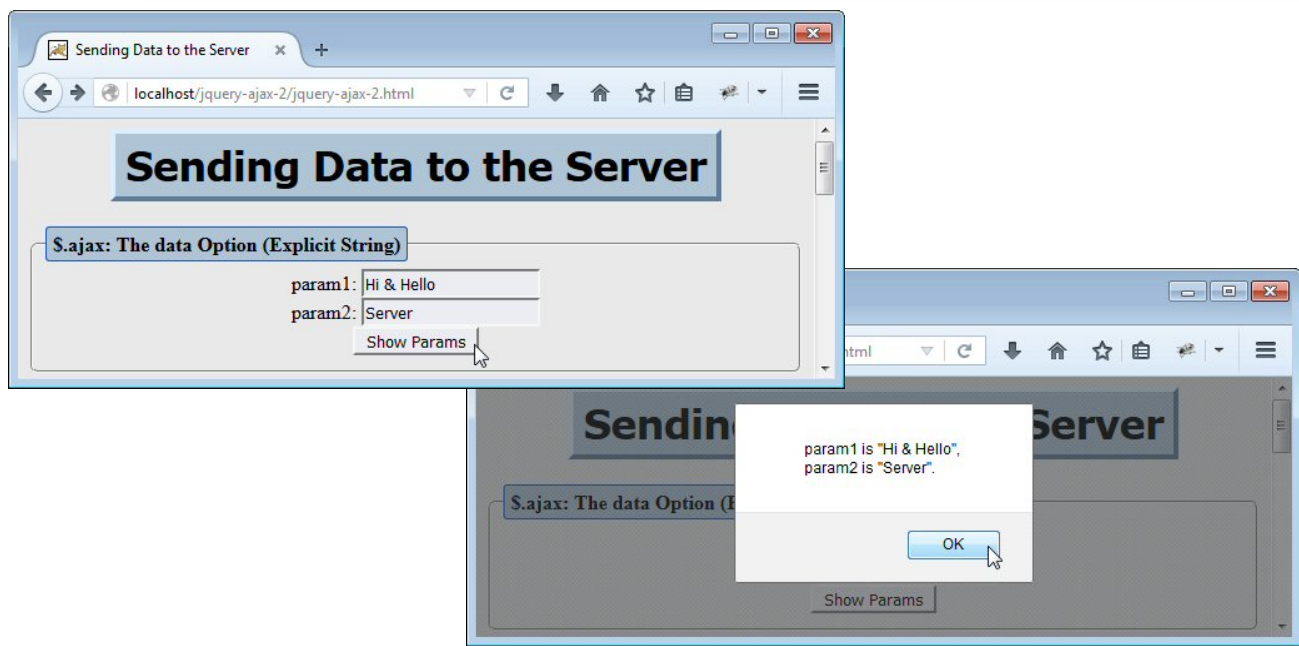 Sending Data to the Server
localhost/jquery-ajax-2/jquery-ajax-2.html
Sending Data to the Server
$.ajax: The data Option (Explicit String)
param1: Hi & Hello
param2: Server
Show Params
html
Sendin Server
$.ajax: The data Option (E
param1 is "Hi & Hello",
param2 is "Server".
OK
Show Params